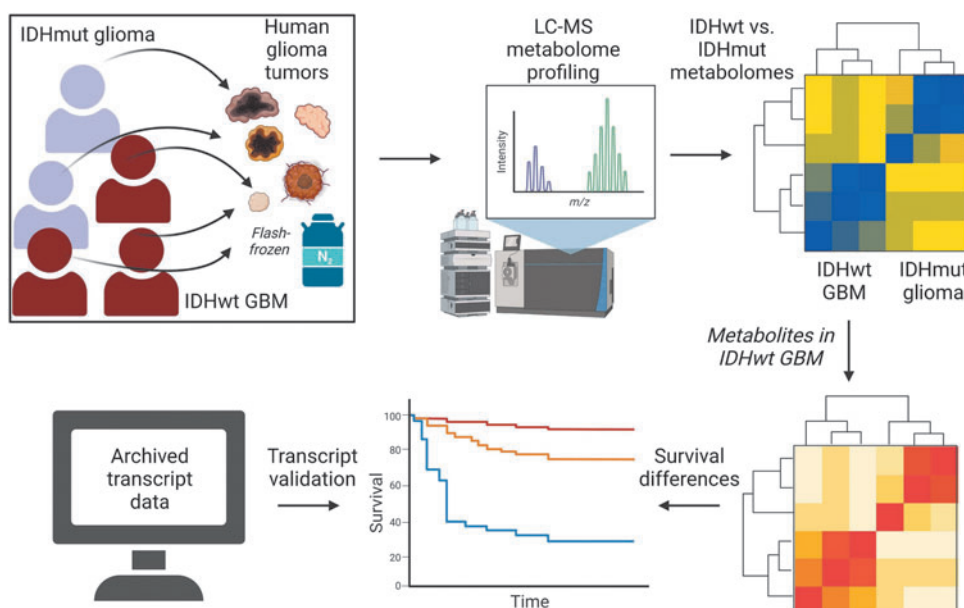 IDHmut glioma
Human
glioma
tumors
Flash-
frozen
N2
IDHwt GBM
LC-MS
metabolome
profiling
Intensity
m/z
IDHwt vs.
IDHmut
metabolomes
IDHwt
GBM
IDHmut
glioma
Metabolites in
IDHwt GBM
Archived
transcript
data
Transcript
validation
Survival
100
80
60
40
20
0
Time
Survival
differences